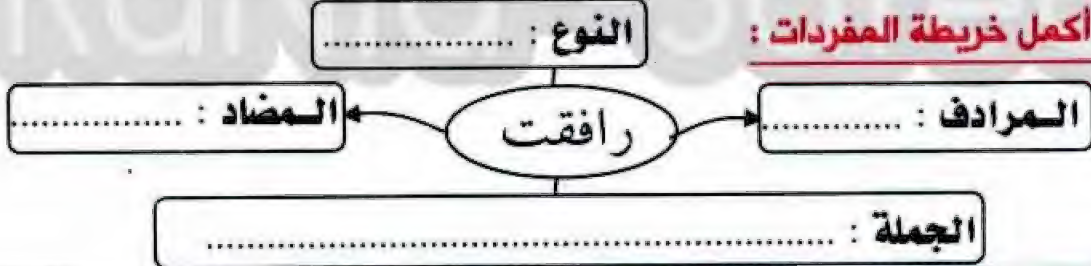 أكمل خريطة المفردات :
النوع : ..................
المرادف : ..............
رافقت
المضاد : .................
الجملة : ..............................................................